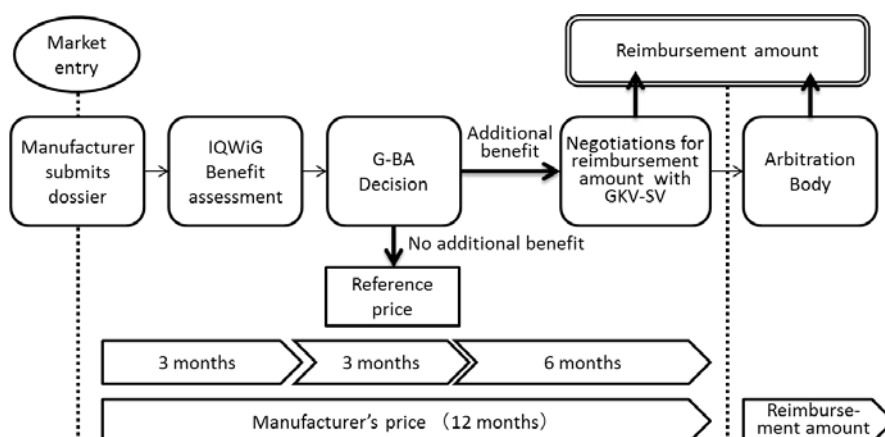 Market
entry
Reimbursement amount
Manufacturer
submits
dossier
IQWiG
Benefit
assessment
G-BA
Decision
Additional
benefit
Negotiations for
reimbursement
amount with
GKV-SV
Arbitration
Body
No additional benefit
Reference
price
3 months
3 months
6 months
Manufacturer's price (12 months)
Reimburse-
ment amount